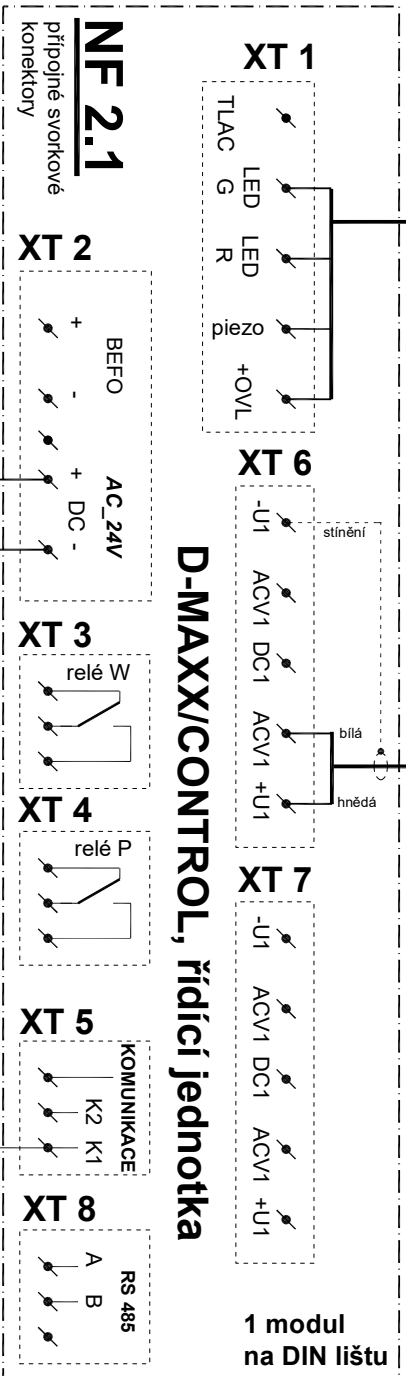 NF 2.1
přípojné svorkové
konektory
XT 1
TLAC
LED
G
LED
R
piezo
+OVL
XT 2
+
BEFO
-
+
AC_24V
DC
-
XT 6
-U1
stínění
ACV1
DC1
ACV1
bílá
+U1
hnědá
D-MAXX/CONTROL, řídící jednotka
XT 3
relé W
XT 4
relé P
XT 7
-U1
ACV1
DC1
ACV1
+U1
XT 5
KOMUNIKACE
K2
K1
XT 8
A
RS 485
B
1 modul
na DIN lištu